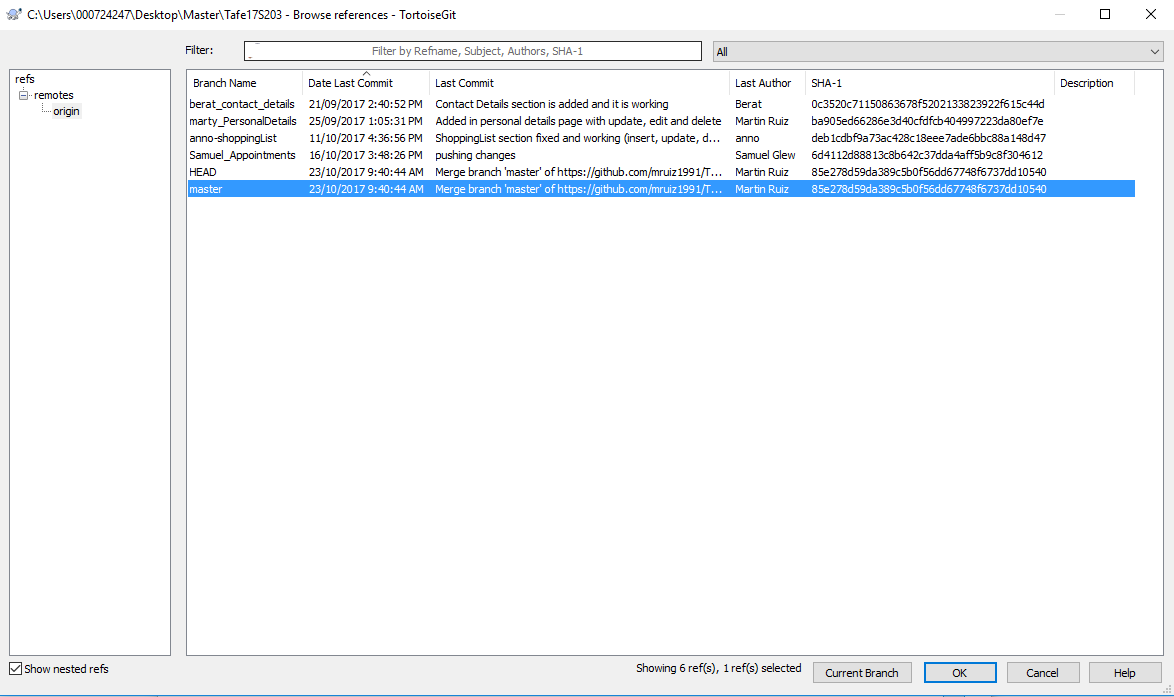 C:\Users\000724247\Desktop\Master\Tafe17S203 - Browse references - TortoiseGit
Filter: Filter by Refname, Subject, Authors, SHA-1 All
refs
remotes
origin
Branch Name Date Last Commit Last Commit Last Author SHA-1 Description
berat_contact_details 21/09/2017 2:40:52 PM Contact Details section is added and it is working Berat 0c3520c71150863678f5202133823922f615c44d
marty_PersonalDetails 25/09/2017 1:05:31 PM Added in personal details page with update, edit and delete Martin Ruiz ba905ed66286e3d40cfdfcb404997223da80ef7e
anno-shoppingList 11/10/2017 4:36:56 PM ShoppingList section fixed and working (insert, update, d... anno deb1cdbf9a73ac428c18eee7ade6bbc88a148d47
Samuel_Appointments 16/10/2017 3:48:26 PM pushing changes Samuel Glew 6d4112d88813c8b642c37dda4aff5b9c8f304612
HEAD 23/10/2017 9:40:44 AM Merge branch 'master' of https://github.com/mruiz1991/T... Martin Ruiz 85e278d59da389c5b0f56dd67748f6737dd10540
master 23/10/2017 9:40:44 AM Merge branch 'master' of https://github.com/mruiz1991/T... Martin Ruiz 85e278d59da389c5b0f56dd67748f6737dd10540
Show nested refs
Showing 6 ref(s), 1 ref(s) selected
Current Branch OK Cancel Help